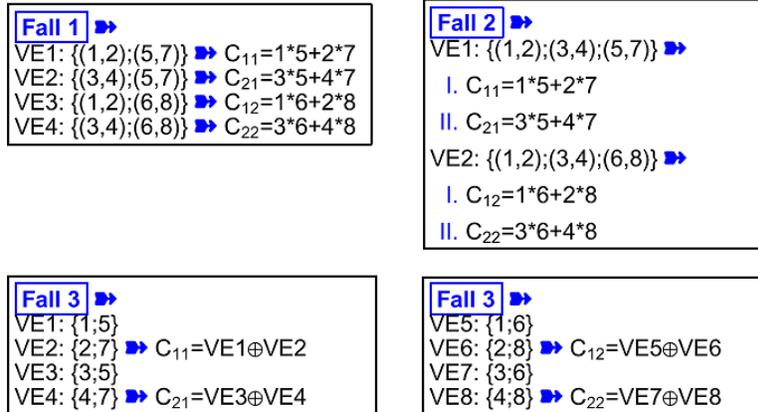 Fall 1 ➽
VE1: {(1,2);(5,7)} ➽ C₁₁=1*5+2*7
VE2: {(3,4);(5,7)} ➽ C₂₁=3*5+4*7
VE3: {(1,2);(6,8)} ➽ C₁₂=1*6+2*8
VE4: {(3,4);(6,8)} ➽ C₂₂=3*6+4*8
Fall 2 ➽
VE1: {(1,2);(3,4);(5,7)} ➽
I. C₁₁=1*5+2*7
II. C₂₁=3*5+4*7
VE2: {(1,2);(3,4);(6,8)} ➽
I. C₁₂=1*6+2*8
II. C₂₂=3*6+4*8
Fall 3 ➽
VE1: {1;5}
VE2: {2;7} ➽ C₁₁=VE1⊕VE2
VE3: {3;5}
VE4: {4;7} ➽ C₂₁=VE3⊕VE4
Fall 3 ➽
VE5: {1;6}
VE6: {2;8} ➽ C₁₂=VE5⊕VE6
VE7: {3;6}
VE8: {4;8} ➽ C₂₂=VE7⊕VE8